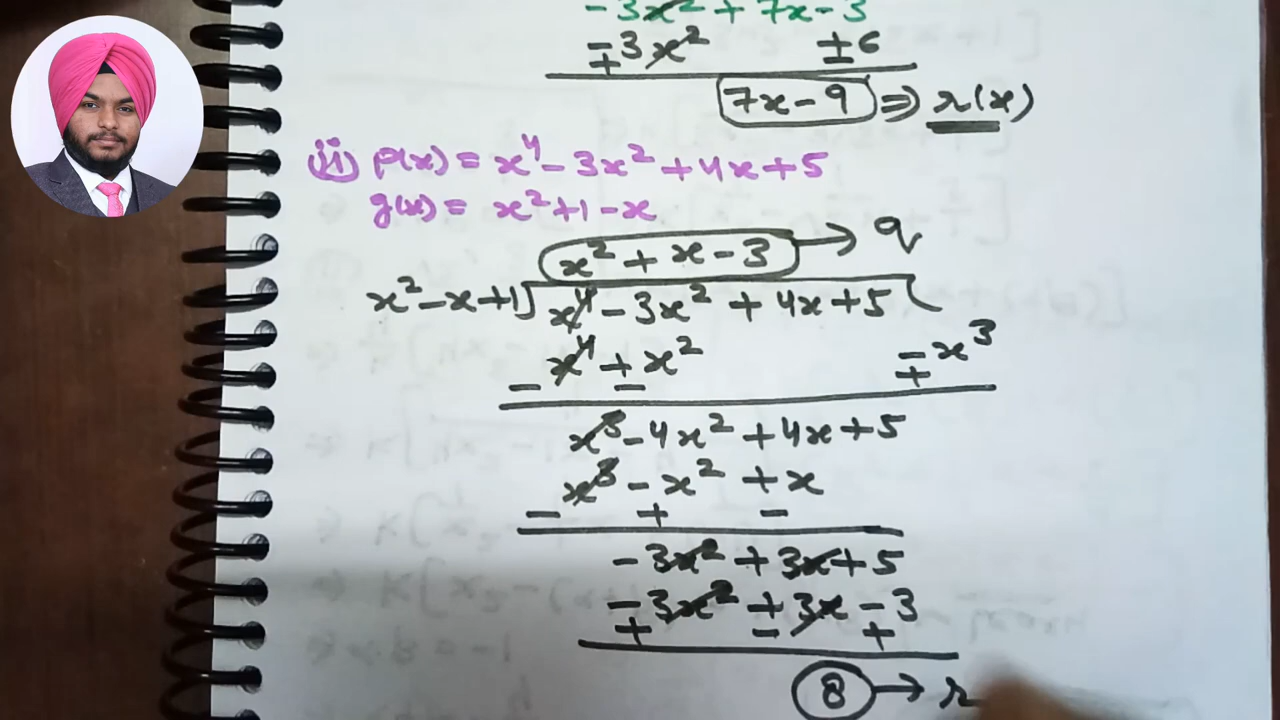 -3x² + 7x - 3
-3x² ± 6
+
7x - 9 ⇒ r(x)
(ii) p(x) = x⁴ - 3x² + 4x + 5
g(x) = x² + 1 - x
x² + x - 3 → q
x² - x + 1 ) x⁴ - 3x² + 4x + 5 (
x⁴ + x² - x³
- - +
x³ - 4x² + 4x + 5
x³ - x² + x
- + -
-3x² + 3x + 5
-3x² + 3x - 3
+ - +
8 → r